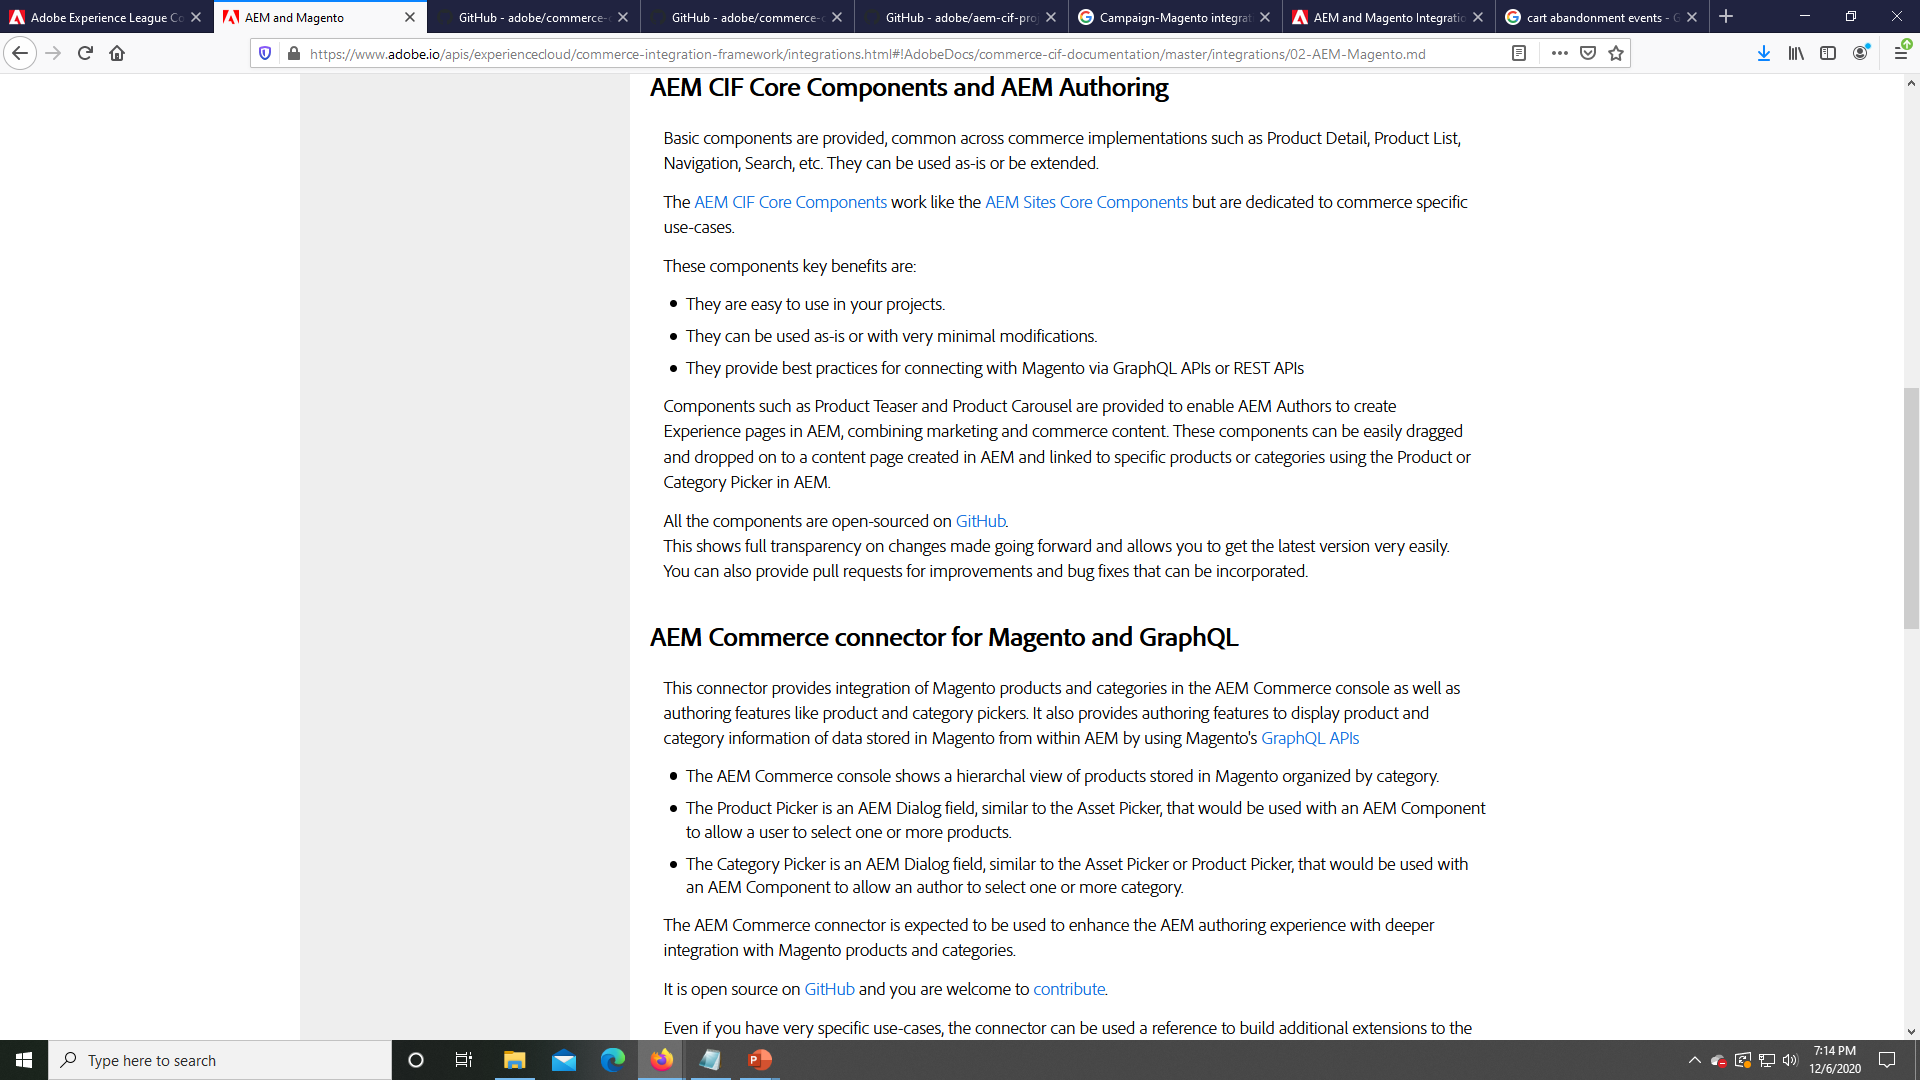 Adobe Experience League Co
AEM and Magento
GitHub - adobe/commerce-
GitHub - adobe/commerce-
GitHub - adobe/aem-cif-proj
Campaign-Magento integrat
AEM and Magento Integratio
cart abandonment events - G
https://www.adobe.io/apis/experiencecloud/commerce-integration-framework/integrations.html#!AdobeDocs/commerce-cif-documentation/master/integrations/02-AEM-Magento.md
AEM CIF Core Components and AEM Authoring
Basic components are provided, common across commerce implementations such as Product Detail, Product List,
Navigation, Search, etc. They can be used as-is or be extended.
The AEM CIF Core Components work like the AEM Sites Core Components but are dedicated to commerce specific
use-cases.
These components key benefits are:
• They are easy to use in your projects.
• They can be used as-is or with very minimal modifications.
• They provide best practices for connecting with Magento via GraphQL APIs or REST APIs
Components such as Product Teaser and Product Carousel are provided to enable AEM Authors to create
Experience pages in AEM, combining marketing and commerce content. These components can be easily dragged
and dropped on to a content page created in AEM and linked to specific products or categories using the Product or
Category Picker in AEM.
All the components are open-sourced on GitHub.
This shows full transparency on changes made going forward and allows you to get the latest version very easily.
You can also provide pull requests for improvements and bug fixes that can be incorporated.
AEM Commerce connector for Magento and GraphQL
This connector provides integration of Magento products and categories in the AEM Commerce console as well as
authoring features like product and category pickers. It also provides authoring features to display product and
category information of data stored in Magento from within AEM by using Magento's GraphQL APIs
• The AEM Commerce console shows a hierarchal view of products stored in Magento organized by category.
• The Product Picker is an AEM Dialog field, similar to the Asset Picker, that would be used with an AEM Component
to allow a user to select one or more products.
• The Category Picker is an AEM Dialog field, similar to the Asset Picker or Product Picker, that would be used with
an AEM Component to allow an author to select one or more category.
The AEM Commerce connector is expected to be used to enhance the AEM authoring experience with deeper
integration with Magento products and categories.
It is open source on GitHub and you are welcome to contribute.
Even if you have very specific use-cases, the connector can be used a reference to build additional extensions to the
Type here to search
7:14 PM
12/6/2020